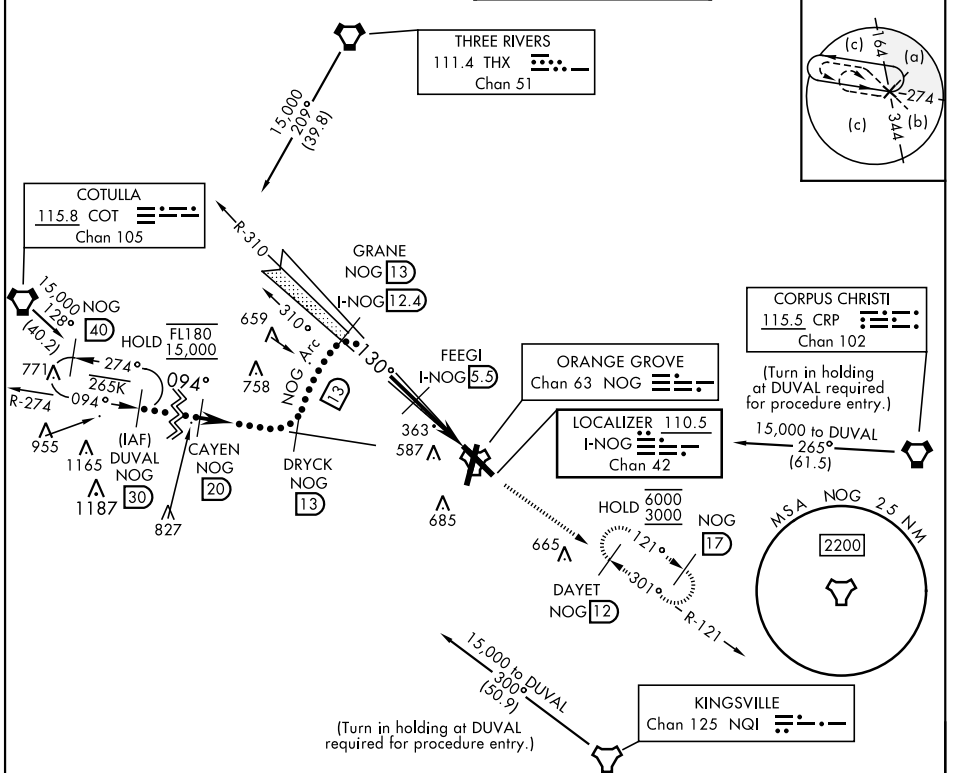 THREE RIVERS
111.4 THX
Chan 51
15,000
209°
(39.8)
(c)
164
(a)
274
(b)
344
(c)
COTULLA
115.8 COT
Chan 105
R-310
310°
GRANE
NOG 13
I-NOG 12.4
15,000
128°
(40.2)
NOG
40
HOLD
FL180
15,000
659
758
NOG Arc
13
130°
FEEGI
I-NOG 5.5
ORANGE GROVE
Chan 63 NOG
LOCALIZER 110.5
I-NOG
Chan 42
CORPUS CHRISTI
115.5 CRP
Chan 102
(Turn in holding
at DUVAL required
for procedure entry.)
15,000 to DUVAL
265°
(61.5)
771
274°
265K
094°
094°
R-274
955
1165
1187
(IAF)
DUVAL
NOG
30
827
CAYEN
NOG
20
DRYCK
NOG
13
363
587
685
665
HOLD
6000
3000
NOG
17
121°
301°
DAYET
NOG 12
R-121
MSA NOG 25 NM
2200
15,000 to DUVAL
300°
(50.9)
(Turn in holding at DUVAL
required for procedure entry.)
KINGSVILLE
Chan 125 NQI